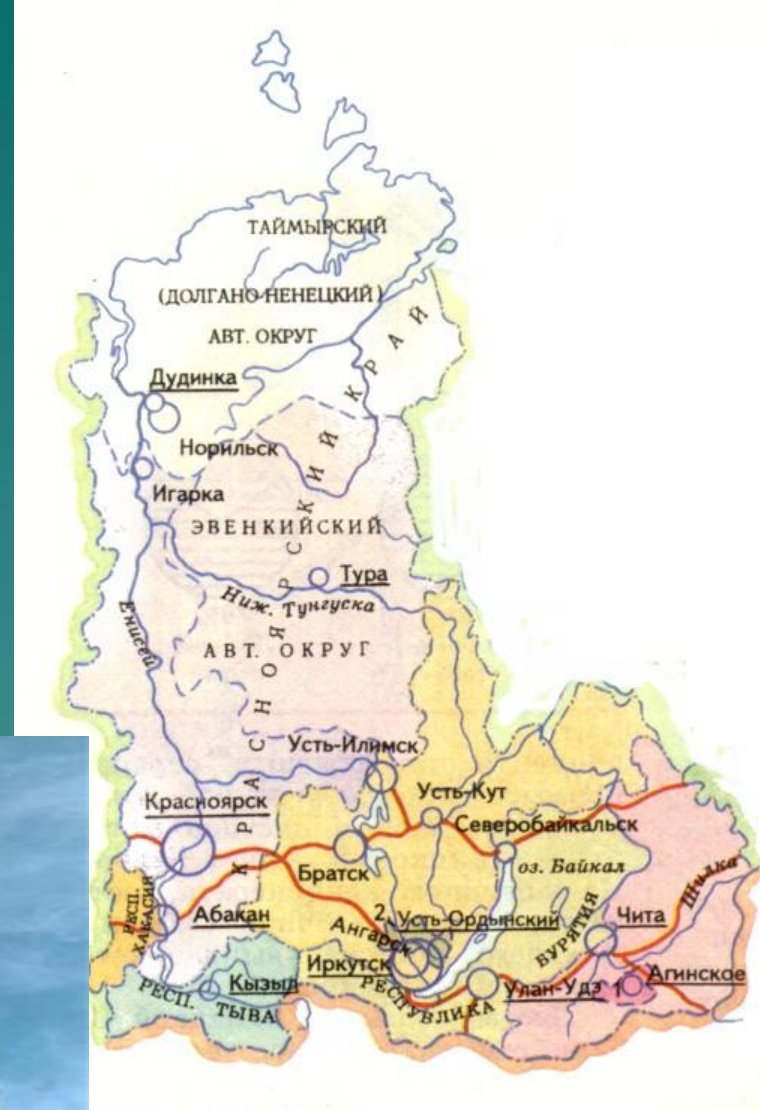 ТАЙМЫРСКИЙ
(ДОЛГАНО-НЕНЕЦКИЙ)
АВТ. ОКРУГ
Дудинка
Норильск
Игарка
ЭВЕНКИЙСКИЙ
Тура
Ниж. Тунгуска
Енисей
АВТ. ОКРУГ
КРАСНОЯРСКИЙ КРАЙ
Усть-Илимск
Усть-Кут
Красноярск
Северобайкальск
Братск
оз. Байкал
РЕСП. ХАКАСИЯ
Абакан
2
Усть-Ордынский
Ангарск
Чита
Шилка
Иркутск
Кызыл
РЕСП. ТЫВА
РЕСПУБЛИКА БУРЯТИЯ
Улан-Удэ
1
Агинское